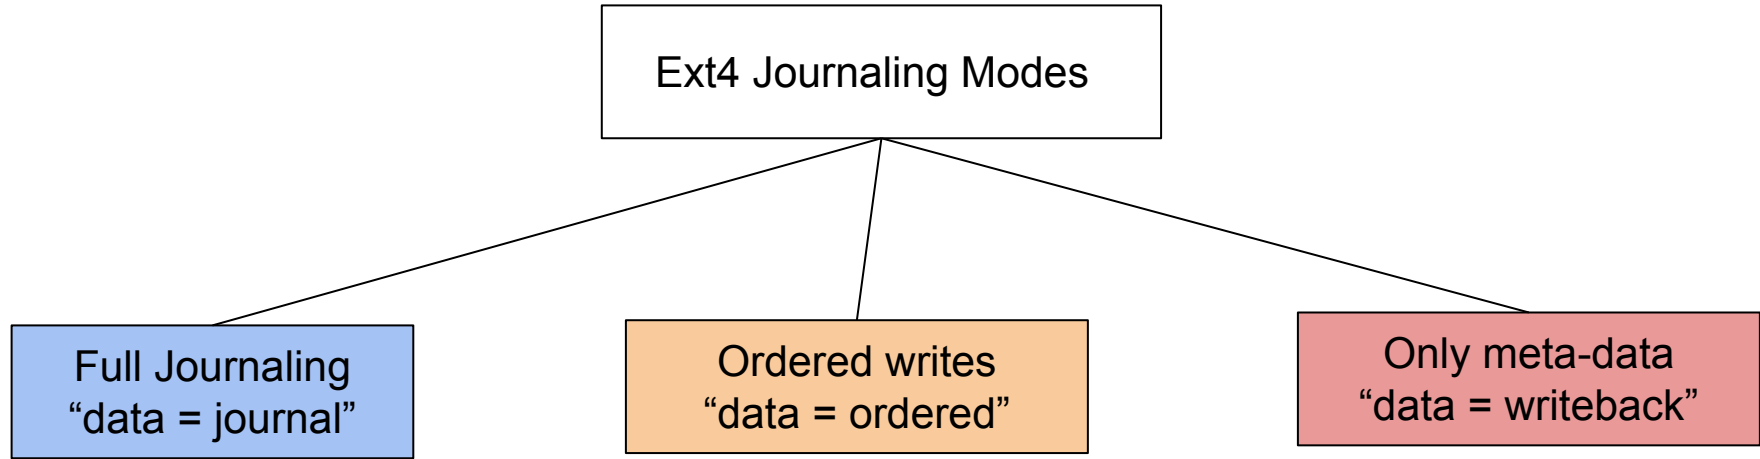 Ext4 Journaling Modes
Full Journaling
“data = journal”
Ordered writes
“data = ordered”
Only meta-data
“data = writeback”